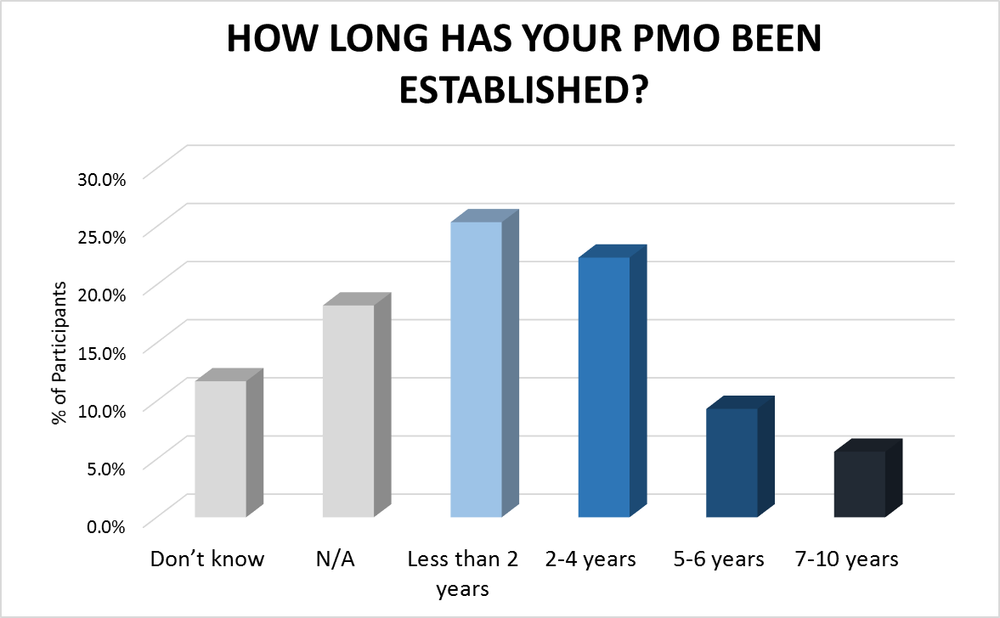 HOW LONG HAS YOUR PMO BEEN
ESTABLISHED?
30.0%
25.0%
20.0%
15.0%
10.0%
5.0%
0.0%
% of Participants
Don’t know
N/A
Less than 2
years
2-4 years
5-6 years
7-10 years